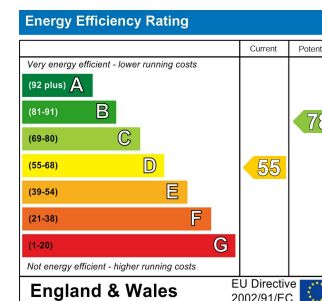 Energy Efficiency Rating
Current
Very energy efficient - lower running costs
(92 plus) A
(81-91) B
78
(69-80) C
(55-68) D
55
(39-54) E
(21-38) F
(1-20) G
Not energy efficient - higher running costs
England & Wales
EU Directive
2002/91/EC